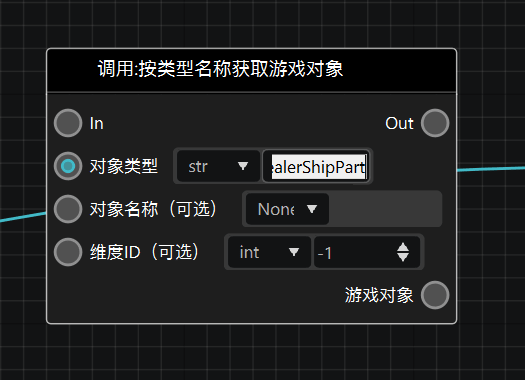 调用:按类型名称获取游戏对象
In Out
对象类型 str ealerShipPart
对象名称（可选） None
维度ID（可选） int -1
游戏对象